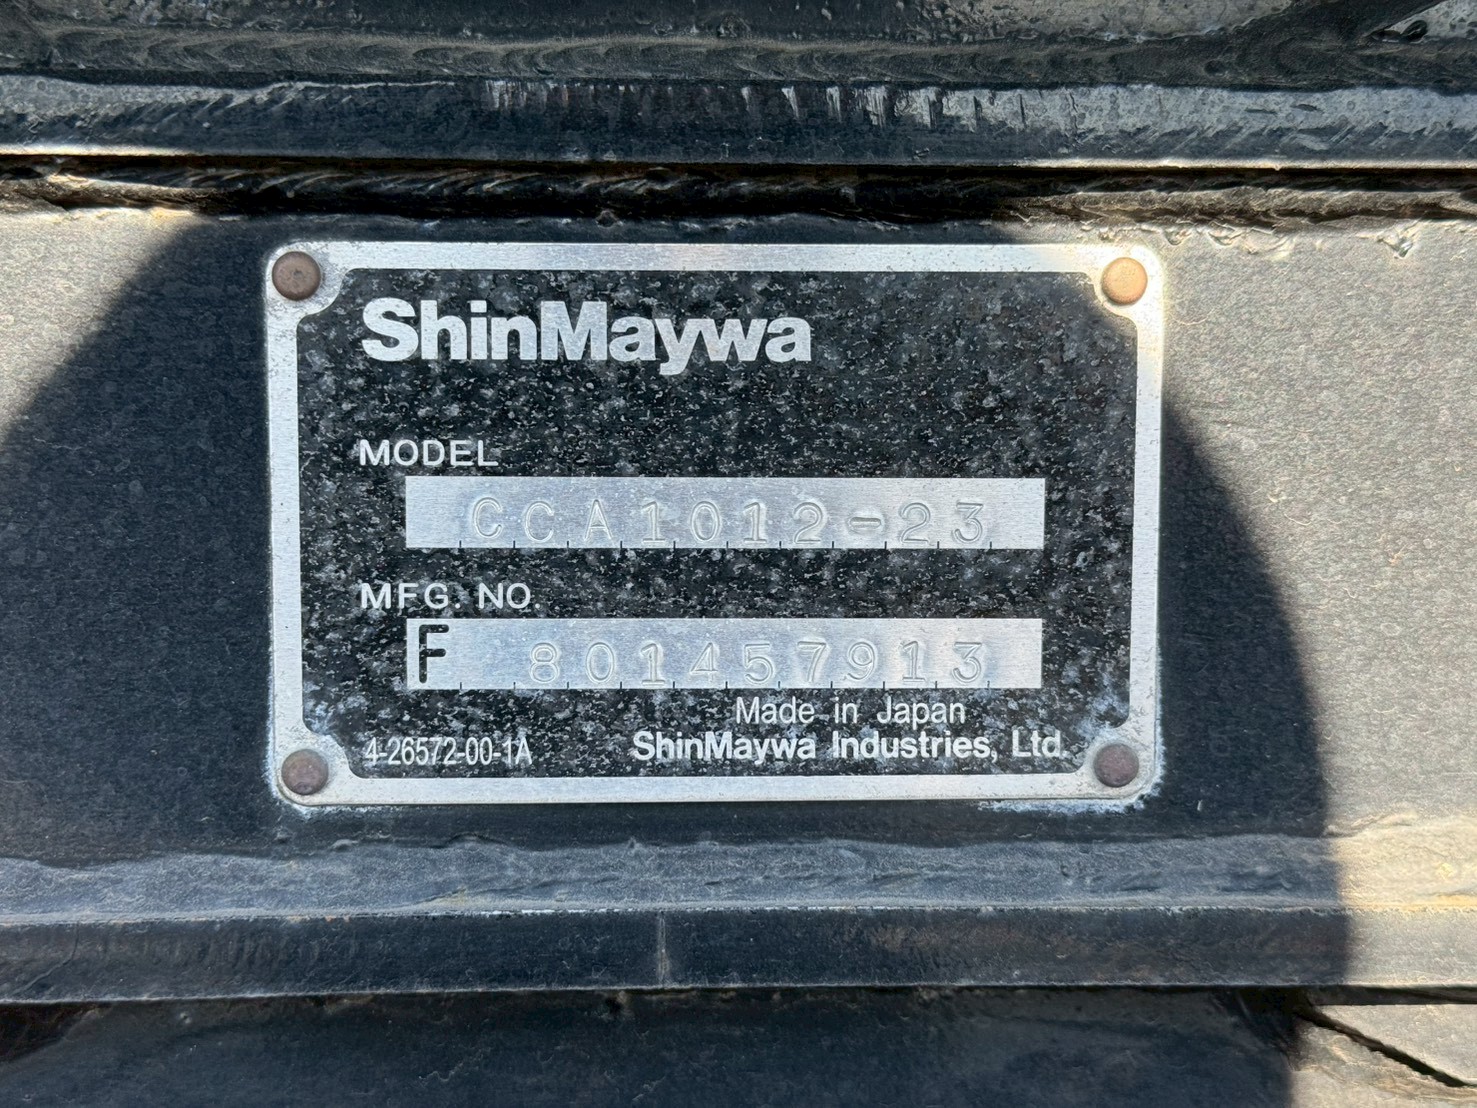 ShinMaywa
MODEL
CCA1012-23
MFG. NO.
F 801457913
Made in Japan
4-26572-00-1A ShinMaywa Industries, Ltd.